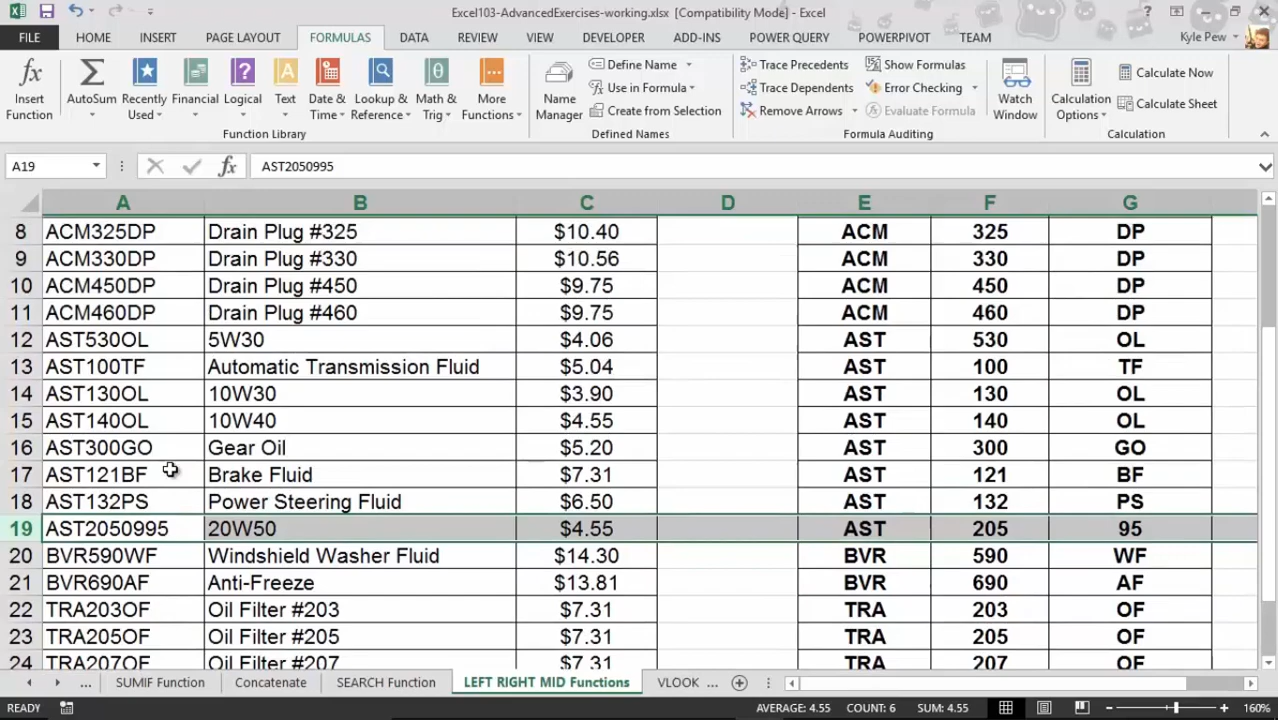 Excel103-AdvancedExercises-working.xlsx [Compatibility Mode] - Excel
FILE HOME INSERT PAGE LAYOUT FORMULAS DATA REVIEW VIEW DEVELOPER ADD-INS POWER QUERY POWERPIVOT TEAM Kyle Pew
Insert Function
AutoSum
Recently Used
Financial
Logical
Text
Date & Time
Lookup & Reference
Math & Trig
More Functions
Function Library
Name Manager
Define Name
Use in Formula
Create from Selection
Defined Names
Trace Precedents
Trace Dependents
Remove Arrows
Show Formulas
Error Checking
Evaluate Formula
Watch Window
Formula Auditing
Calculation Options
Calculate Now
Calculate Sheet
Calculation
A19 fx AST2050995
A B C D E F G
8 ACM325DP Drain Plug #325 $10.40 ACM 325 DP
9 ACM330DP Drain Plug #330 $10.56 ACM 330 DP
10 ACM450DP Drain Plug #450 $9.75 ACM 450 DP
11 ACM460DP Drain Plug #460 $9.75 ACM 460 DP
12 AST530OL 5W30 $4.06 AST 530 OL
13 AST100TF Automatic Transmission Fluid $5.04 AST 100 TF
14 AST130OL 10W30 $3.90 AST 130 OL
15 AST140OL 10W40 $4.55 AST 140 OL
16 AST300GO Gear Oil $5.20 AST 300 GO
17 AST121BF Brake Fluid $7.31 AST 121 BF
18 AST132PS Power Steering Fluid $6.50 AST 132 PS
19 AST2050995 20W50 $4.55 AST 205 95
20 BVR590WF Windshield Washer Fluid $14.30 BVR 590 WF
21 BVR690AF Anti-Freeze $13.81 BVR 690 AF
22 TRA203OF Oil Filter #203 $7.31 TRA 203 OF
23 TRA205OF Oil Filter #205 $7.31 TRA 205 OF
24 TRA207OF Oil Filter #207 $7.31 TRA 207 OF
... SUMIF Function Concatenate SEARCH Function LEFT RIGHT MID Functions VLOOK ...
READY AVERAGE: 4.55 COUNT: 6 SUM: 4.55 160%